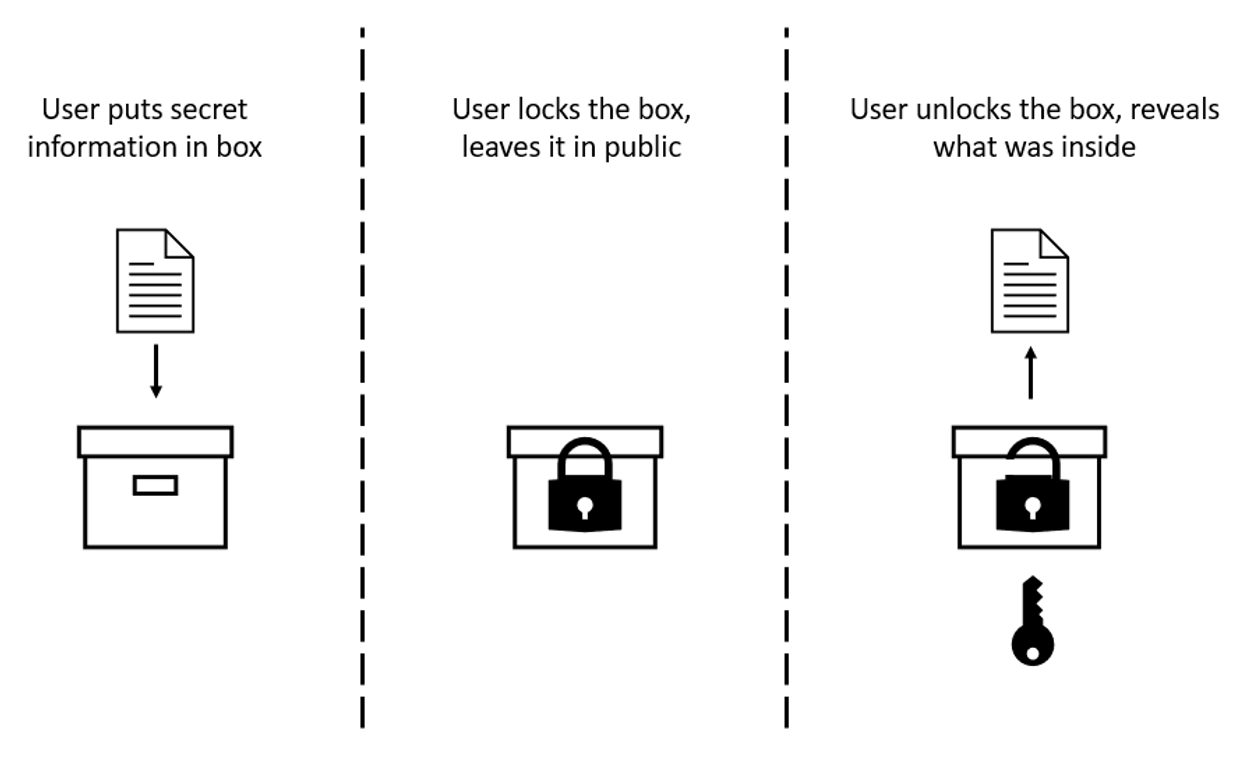 User puts secret
information in box
User locks the box,
leaves it in public
User unlocks the box, reveals
what was inside